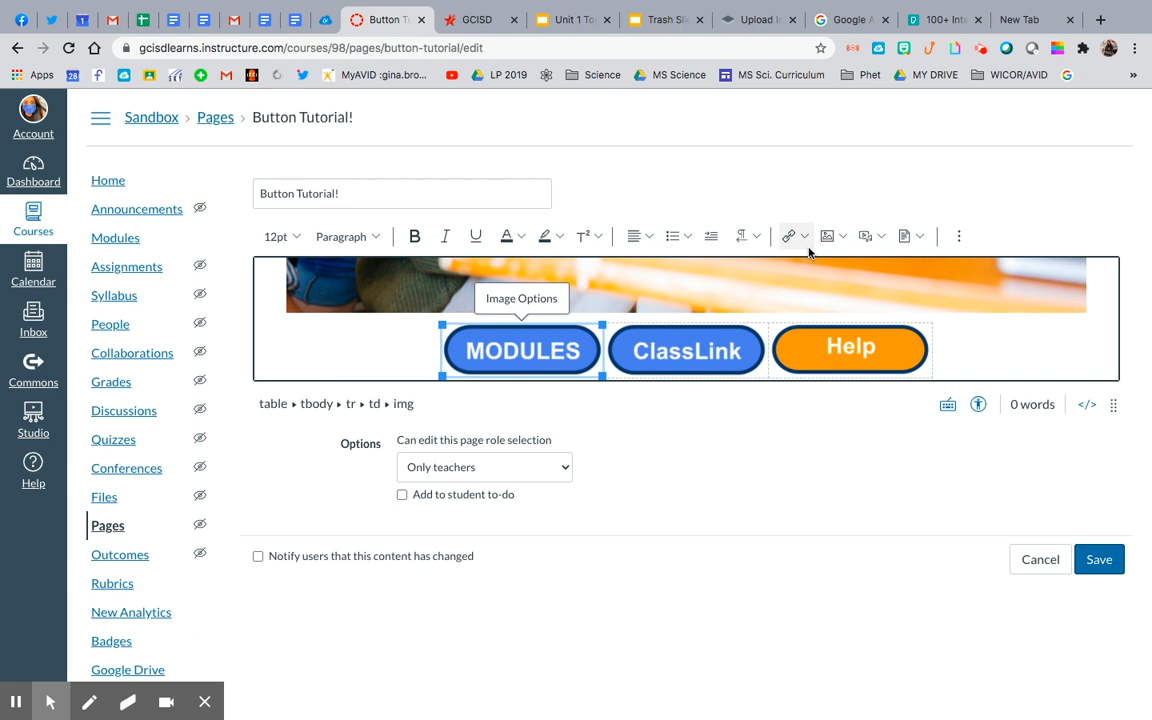 Button Tu
GCISD
Unit 1 To
Trash Sli
Upload In
Google A
100+ Inte
New Tab
gcisdlearns.instructure.com/courses/98/pages/button-tutorial/edit
Apps
MyAVID :gina.bro...
LP 2019
Science
MS Science
MS Sci. Curriculum
Phet
MY DRIVE
WICOR/AVID
»
Account
Dashboard
Courses
Calendar
Inbox
Commons
Studio
Help
Sandbox › Pages › Button Tutorial!
Home
Announcements
Modules
Assignments
Syllabus
People
Collaborations
Grades
Discussions
Quizzes
Conferences
Files
Pages
Outcomes
Rubrics
New Analytics
Badges
Google Drive
Button Tutorial!
12pt Paragraph B I U A T²
Image Options
MODULES ClassLink Help
table ▸ tbody ▸ tr ▸ td ▸ img
0 words </>
Options
Can edit this page role selection
Only teachers
Add to student to-do
Notify users that this content has changed
Cancel Save